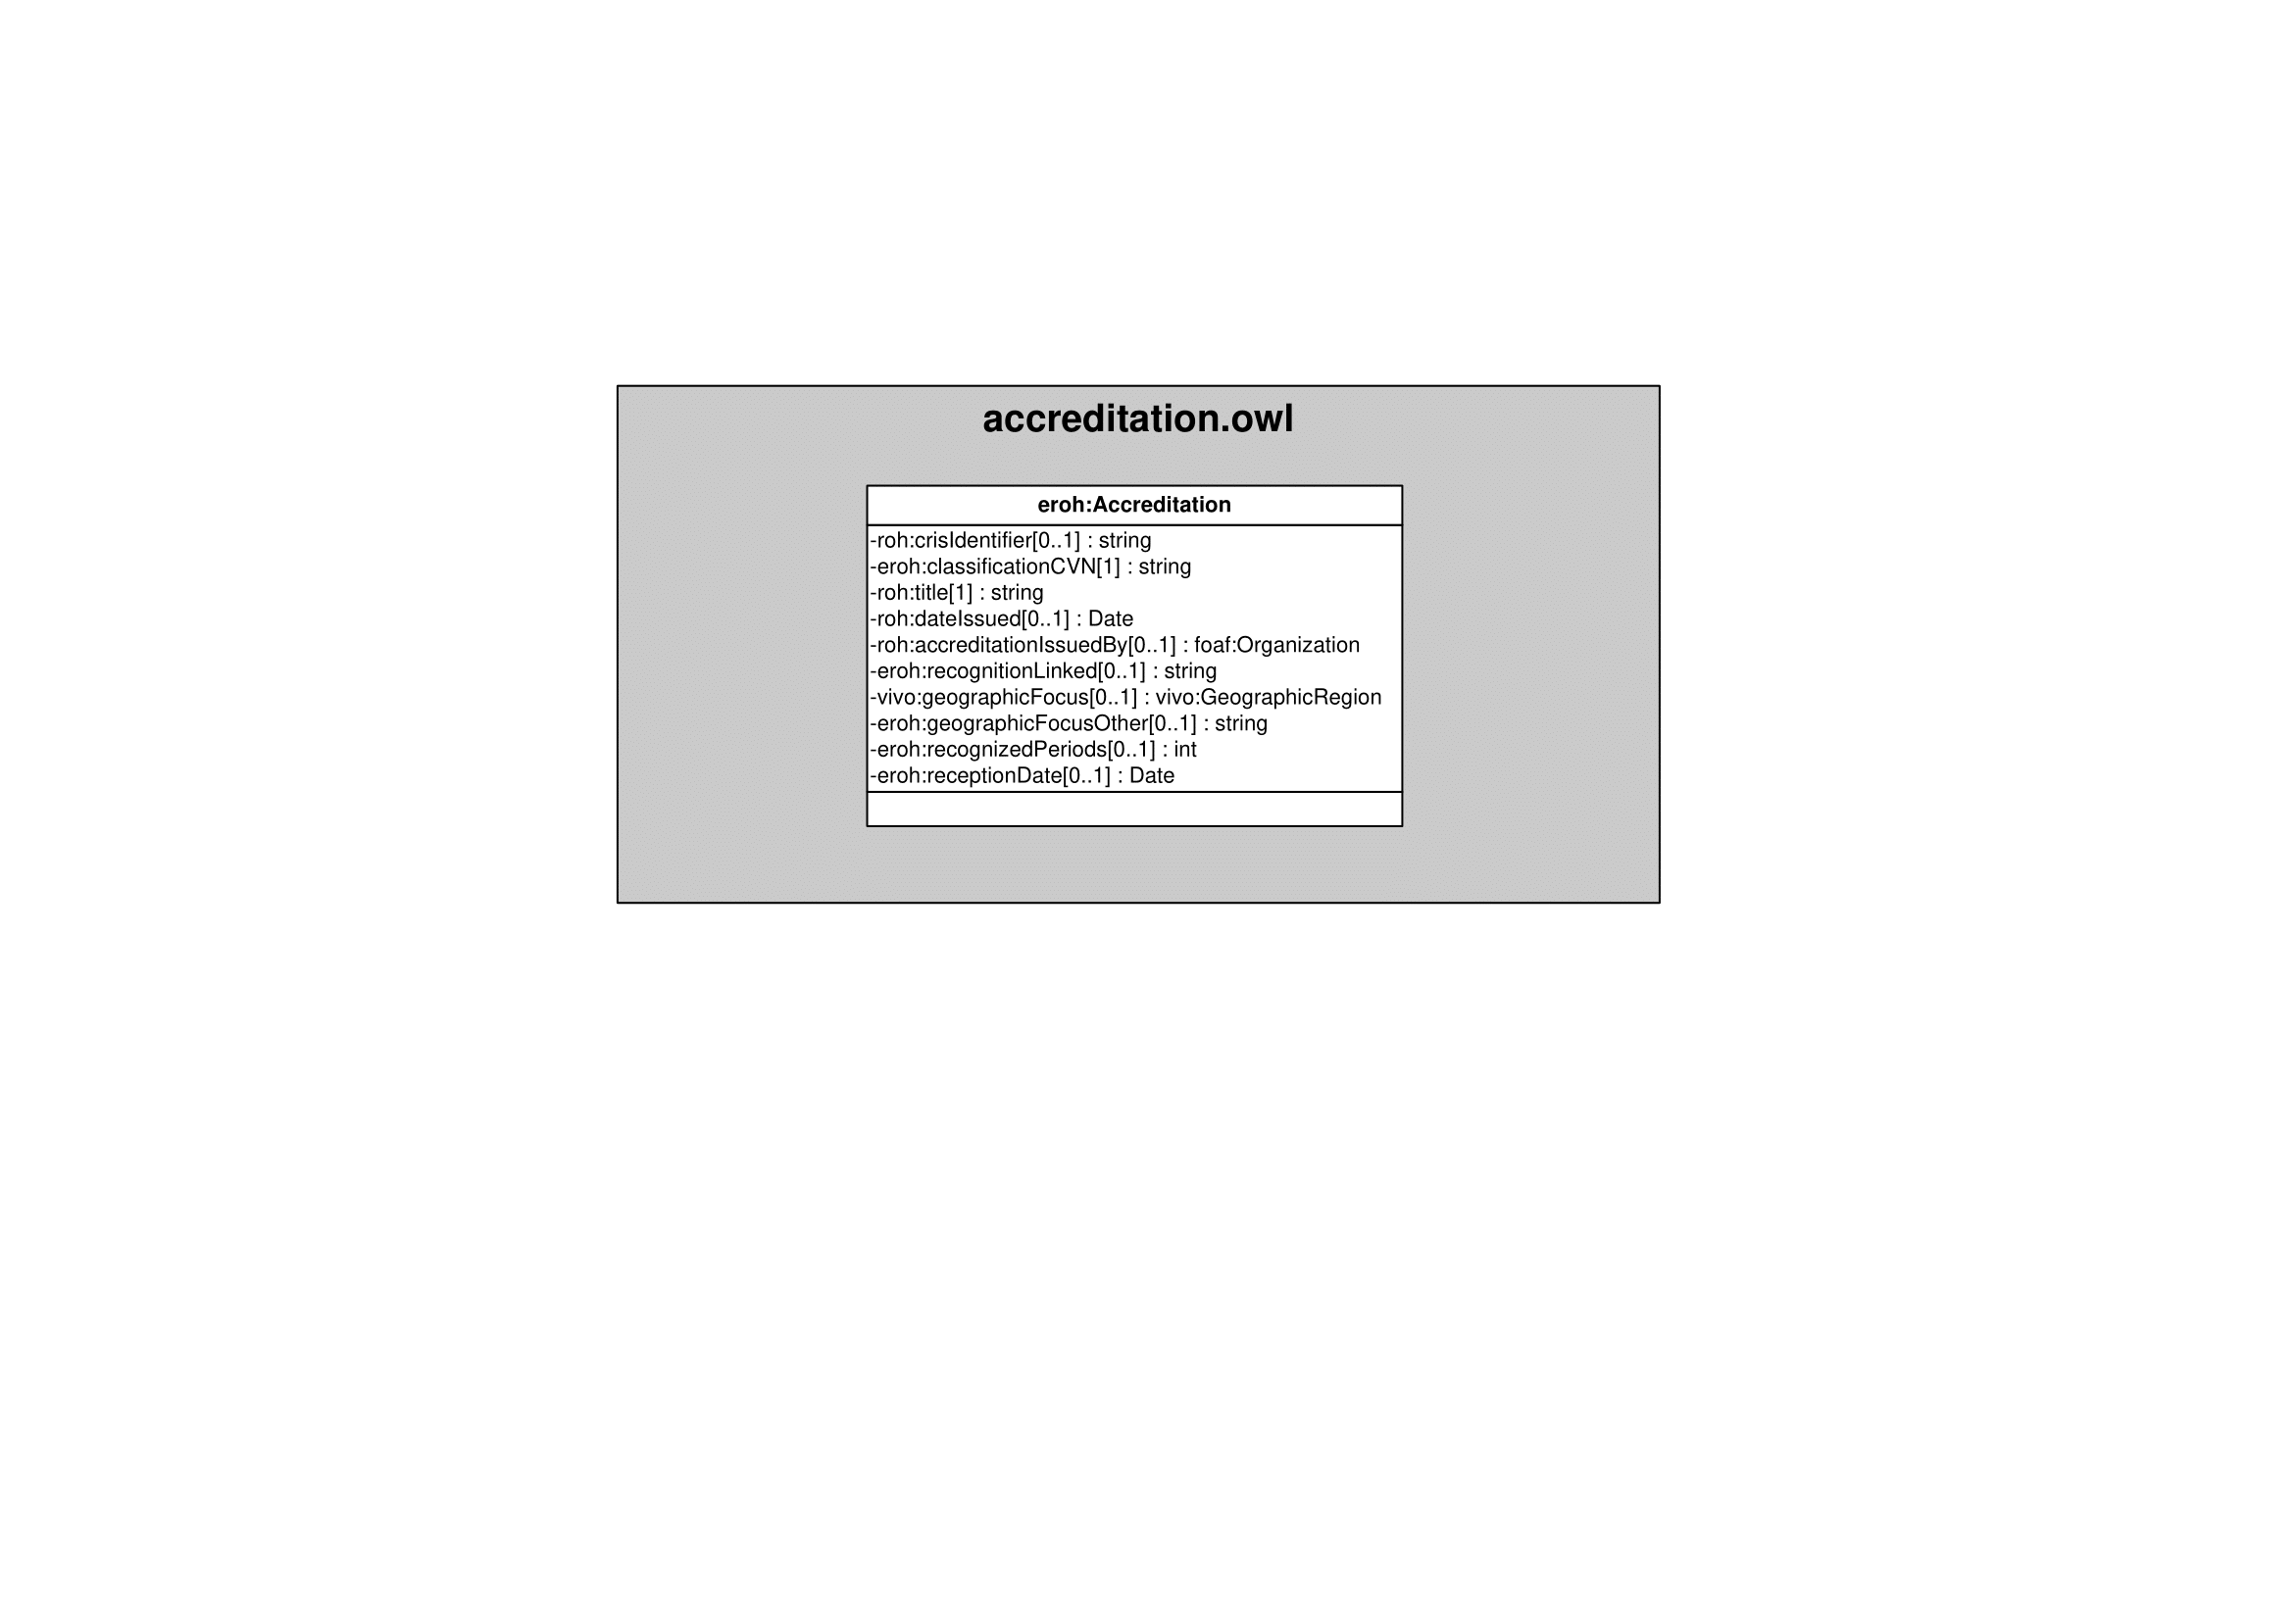 accreditation.owl
eroh:Accreditation
-roh:crisIdentifier[0..1] : string
-eroh:classificationCVN[1] : string
-roh:title[1] : string
-roh:dateIssued[0..1] : Date
-roh:accreditationIssuedBy[0..1] : foaf:Organization
-eroh:recognitionLinked[0..1] : string
-vivo:geographicFocus[0..1] : vivo:GeographicRegion
-eroh:geographicFocusOther[0..1] : string
-eroh:recognizedPeriods[0..1] : int
-eroh:receptionDate[0..1] : Date